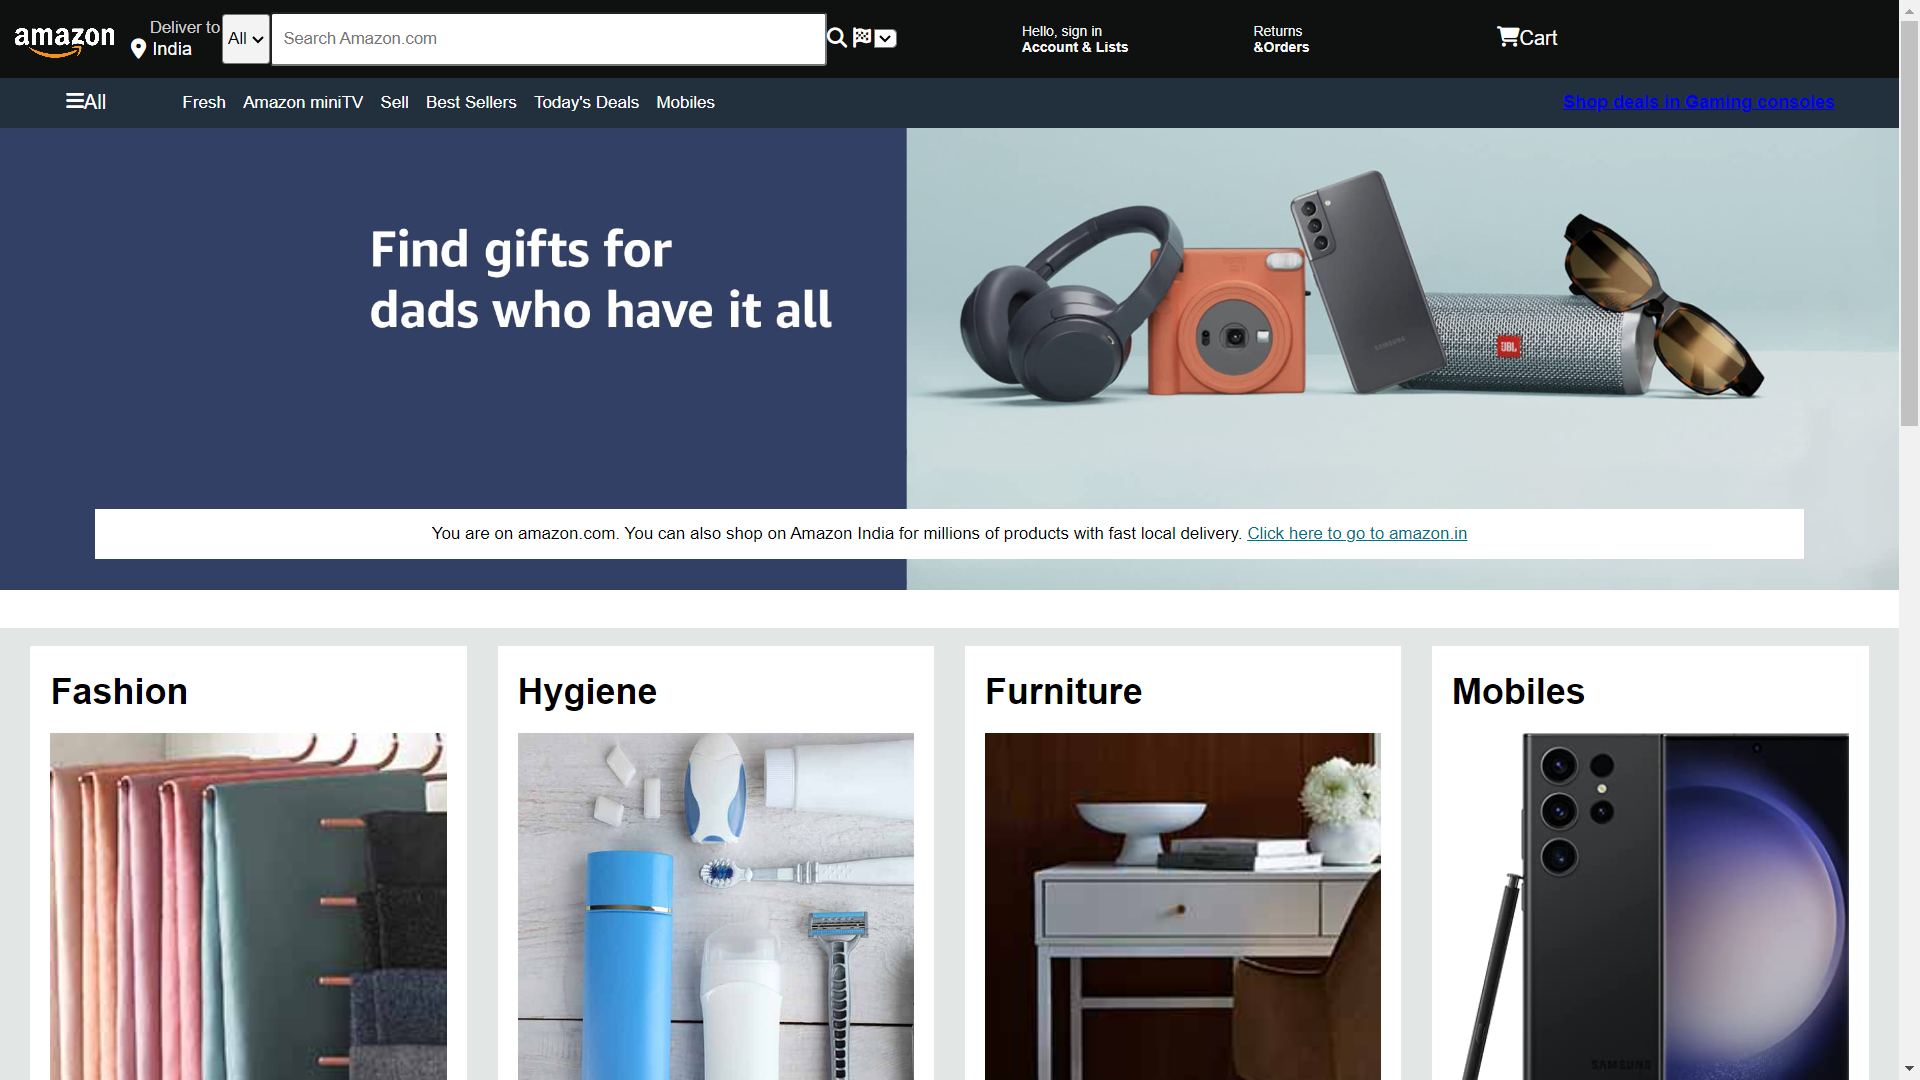 amazon
Deliver to
India
All
Search Amazon.com
Hello, sign in
Account & Lists
Returns
&Orders
Cart
All
Fresh
Amazon miniTV
Sell
Best Sellers
Today's Deals
Mobiles
Shop deals in Gaming consoles
Find gifts for
dads who have it all
SAMSUNG
JBL
You are on amazon.com. You can also shop on Amazon India for millions of products with fast local delivery. Click here to go to amazon.in
Fashion
Hygiene
Furniture
Mobiles
SAMSUNG